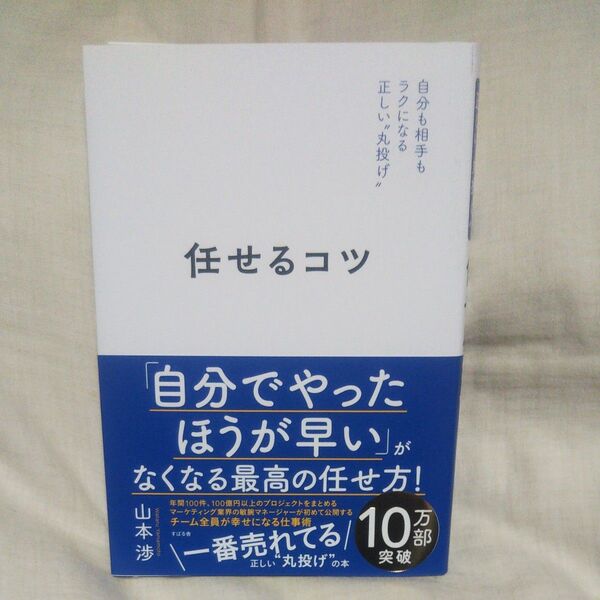 自分も相手も
ラクになる
正しい“丸投げ”
任せるコツ
「自分でやった
ほうが早い」が
なくなる最高の任せ方!
年間100件、100億円以上のプロジェクトをまとめる
マーケティング業界の敏腕マネージャーが初めて公開する
チーム全員が幸せになる仕事術
山本渉
Wataru Yamamoto
すばる舎
一番売れてる
正しい“丸投げ”の本
10万部
突破